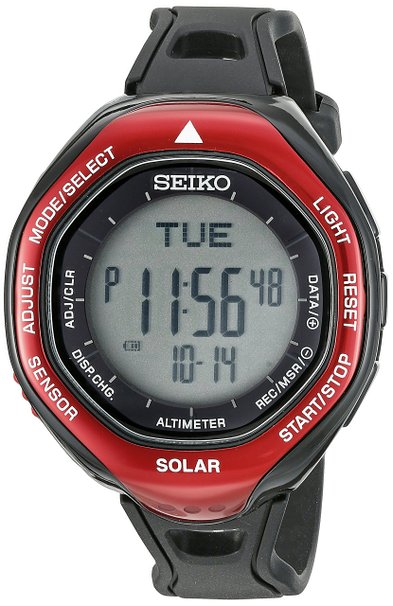 SEIKO
TUE
P 11:56 48
10-14
ALTIMETER
SOLAR
MODE/SELECT
ADJUST
SENSOR
ADJ/CLR
DISP.CHG.
LIGHT
RESET
START/STOP
DATA/⊕
REC/MSR/⊖